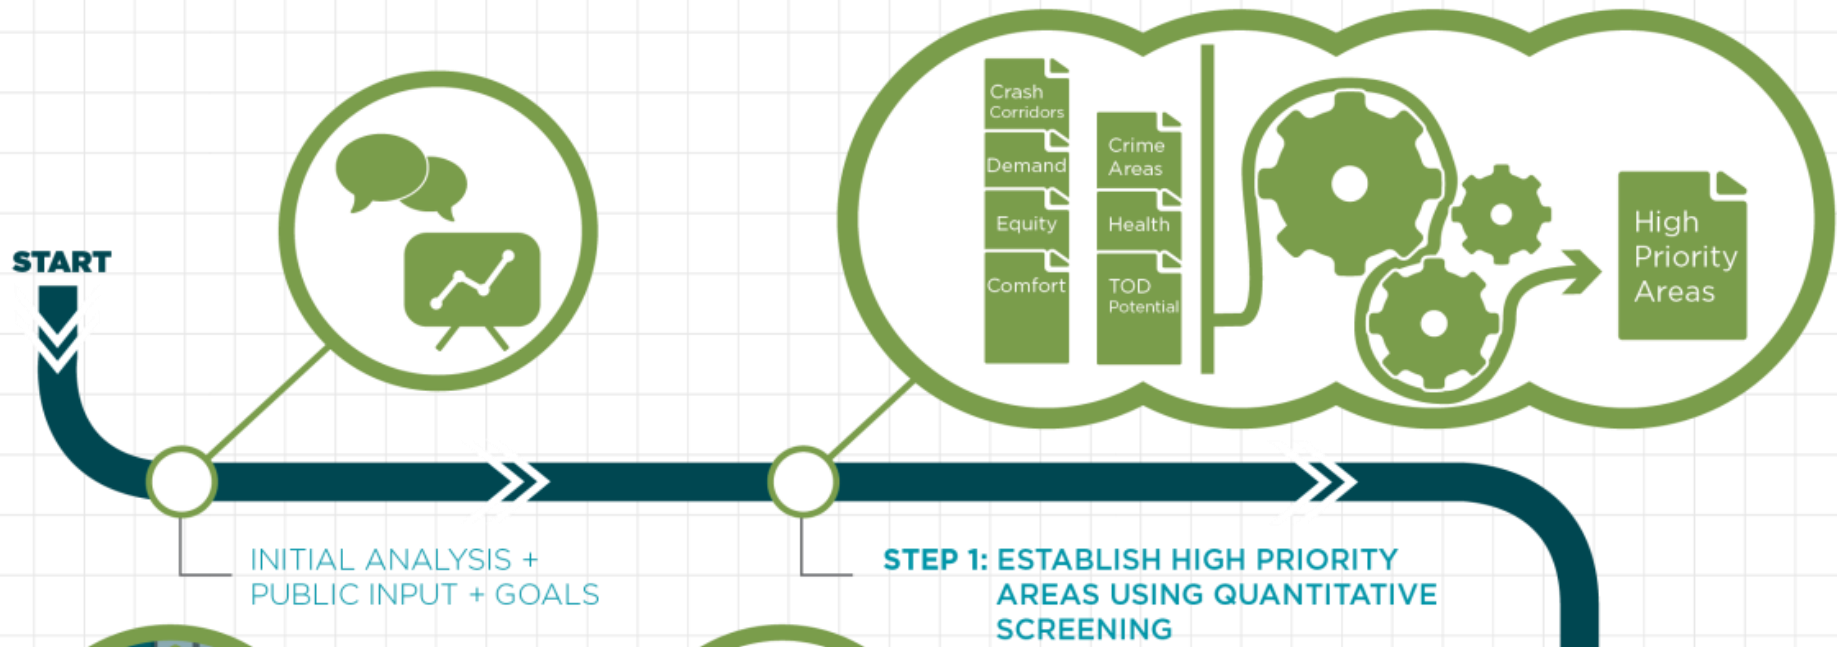 START
INITIAL ANALYSIS +
PUBLIC INPUT + GOALS
Crash
Corridors
Demand
Equity
Comfort
Crime
Areas
Health
TOD
Potential
High
Priority
Areas
STEP 1: ESTABLISH HIGH PRIORITY
AREAS USING QUANTITATIVE
SCREENING